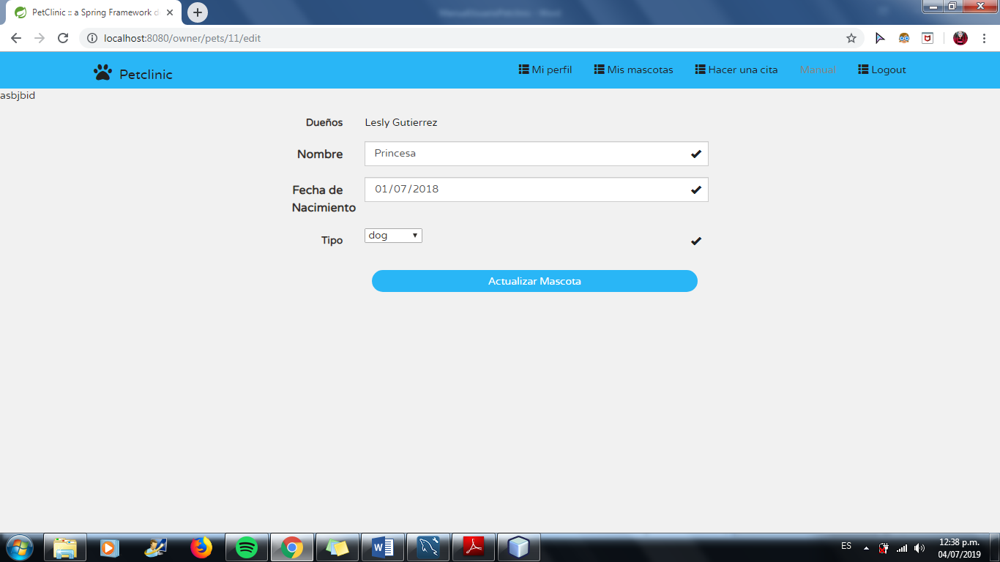 PetClinic :: a Spring Framework d
localhost:8080/owner/pets/11/edit
Petclinic
Mi perfil
Mis mascotas
Hacer una cita
Manual
Logout
asbjbid
Dueños Lesly Gutierrez
Nombre Princesa
Fecha de
Nacimiento 01/07/2018
Tipo dog
Actualizar Mascota
ES
12:38 p.m.
04/07/2019